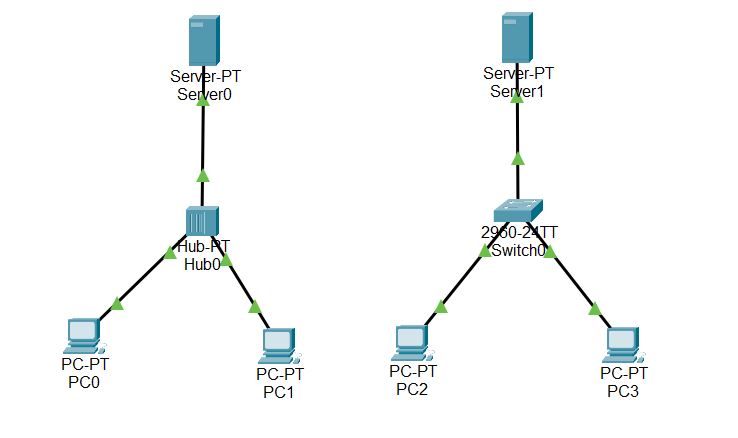 Server-PT
Server0
Server-PT
Server1
Hub-PT
Hub0
2960-24TT
Switch0
PC-PT
PC0
PC-PT
PC1
PC-PT
PC2
PC-PT
PC3